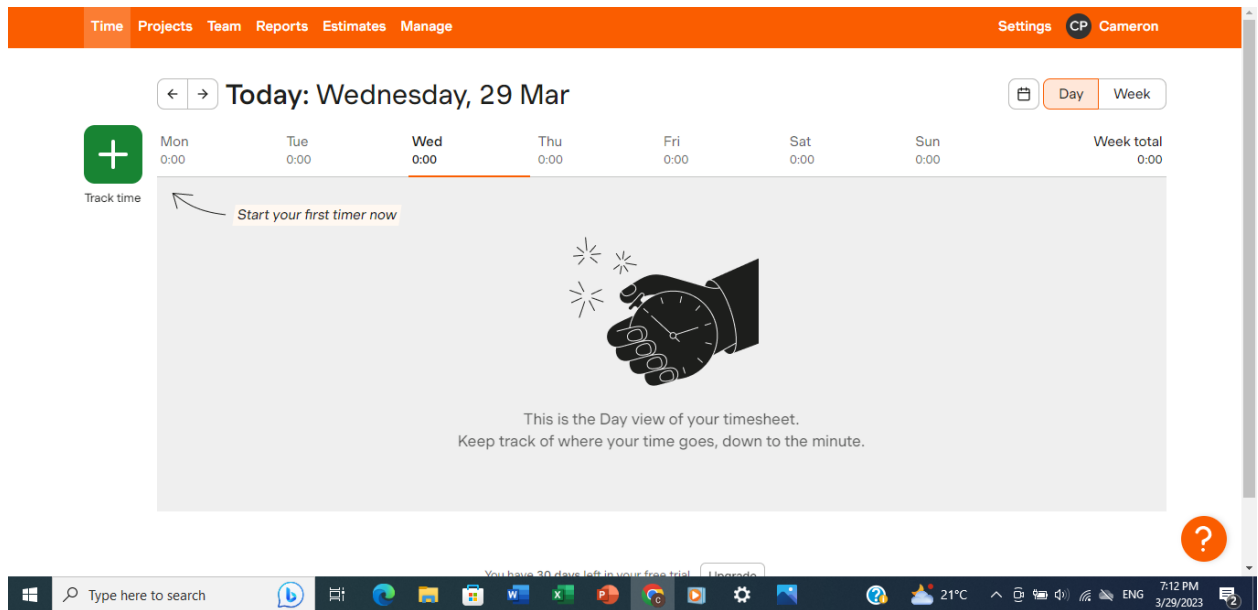 Time Projects Team Reports Estimates Manage Settings CP Cameron
← → Today: Wednesday, 29 Mar Day Week
Mon Tue Wed Thu Fri Sat Sun Week total
0:00 0:00 0:00 0:00 0:00 0:00 0:00 0:00
Track time
Start your first timer now
This is the Day view of your timesheet.
Keep track of where your time goes, down to the minute.
?
You have 30 days left in your free trial Upgrade
Type here to search 21°C ENG 7:12 PM
3/29/2023 2